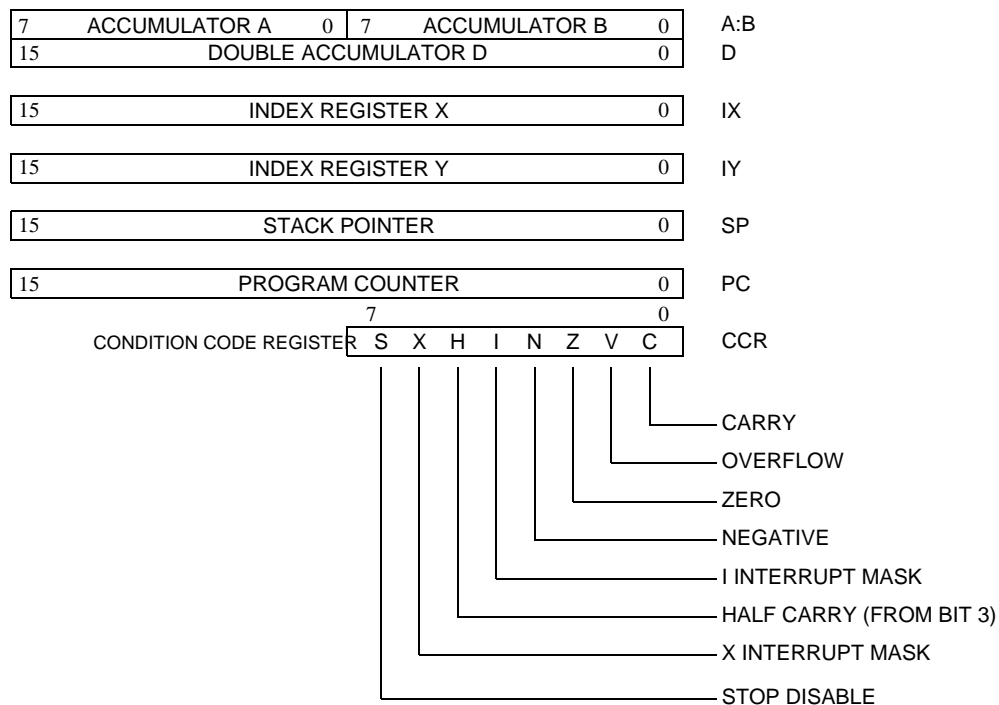 7 ACCUMULATOR A 0 7 ACCUMULATOR B 0 A:B
15 DOUBLE ACCUMULATOR D 0 D
15 INDEX REGISTER X 0 IX
15 INDEX REGISTER Y 0 IY
15 STACK POINTER 0 SP
15 PROGRAM COUNTER 0 PC
7 0
CONDITION CODE REGISTER S X H I N Z V C CCR
CARRY
OVERFLOW
ZERO
NEGATIVE
I INTERRUPT MASK
HALF CARRY (FROM BIT 3)
X INTERRUPT MASK
STOP DISABLE